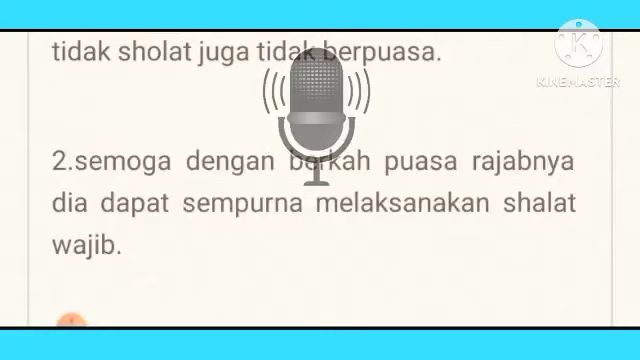 tidak sholat juga tidak berpuasa.
K
KINEMASTER
2.semoga dengan berkah puasa rajabnya
dia dapat sempurna melaksanakan shalat
wajib.